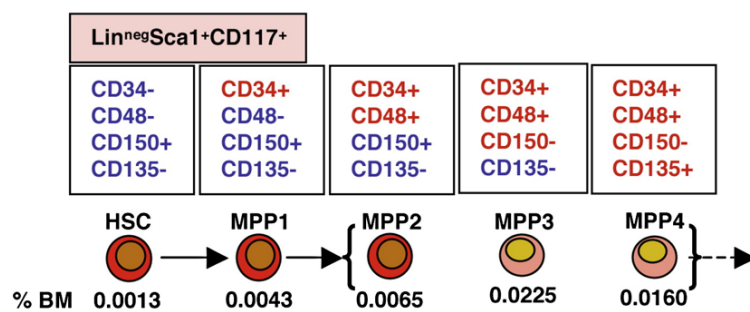 LinnegSca1+CD117+
CD34- CD34+ CD34+ CD34+ CD34+
CD48- CD48- CD48+ CD48+ CD48+
CD150+ CD150+ CD150+ CD150- CD150-
CD135- CD135- CD135- CD135- CD135+
HSC MPP1 MPP2 MPP3 MPP4
% BM 0.0013 0.0043 0.0065 0.0225 0.0160